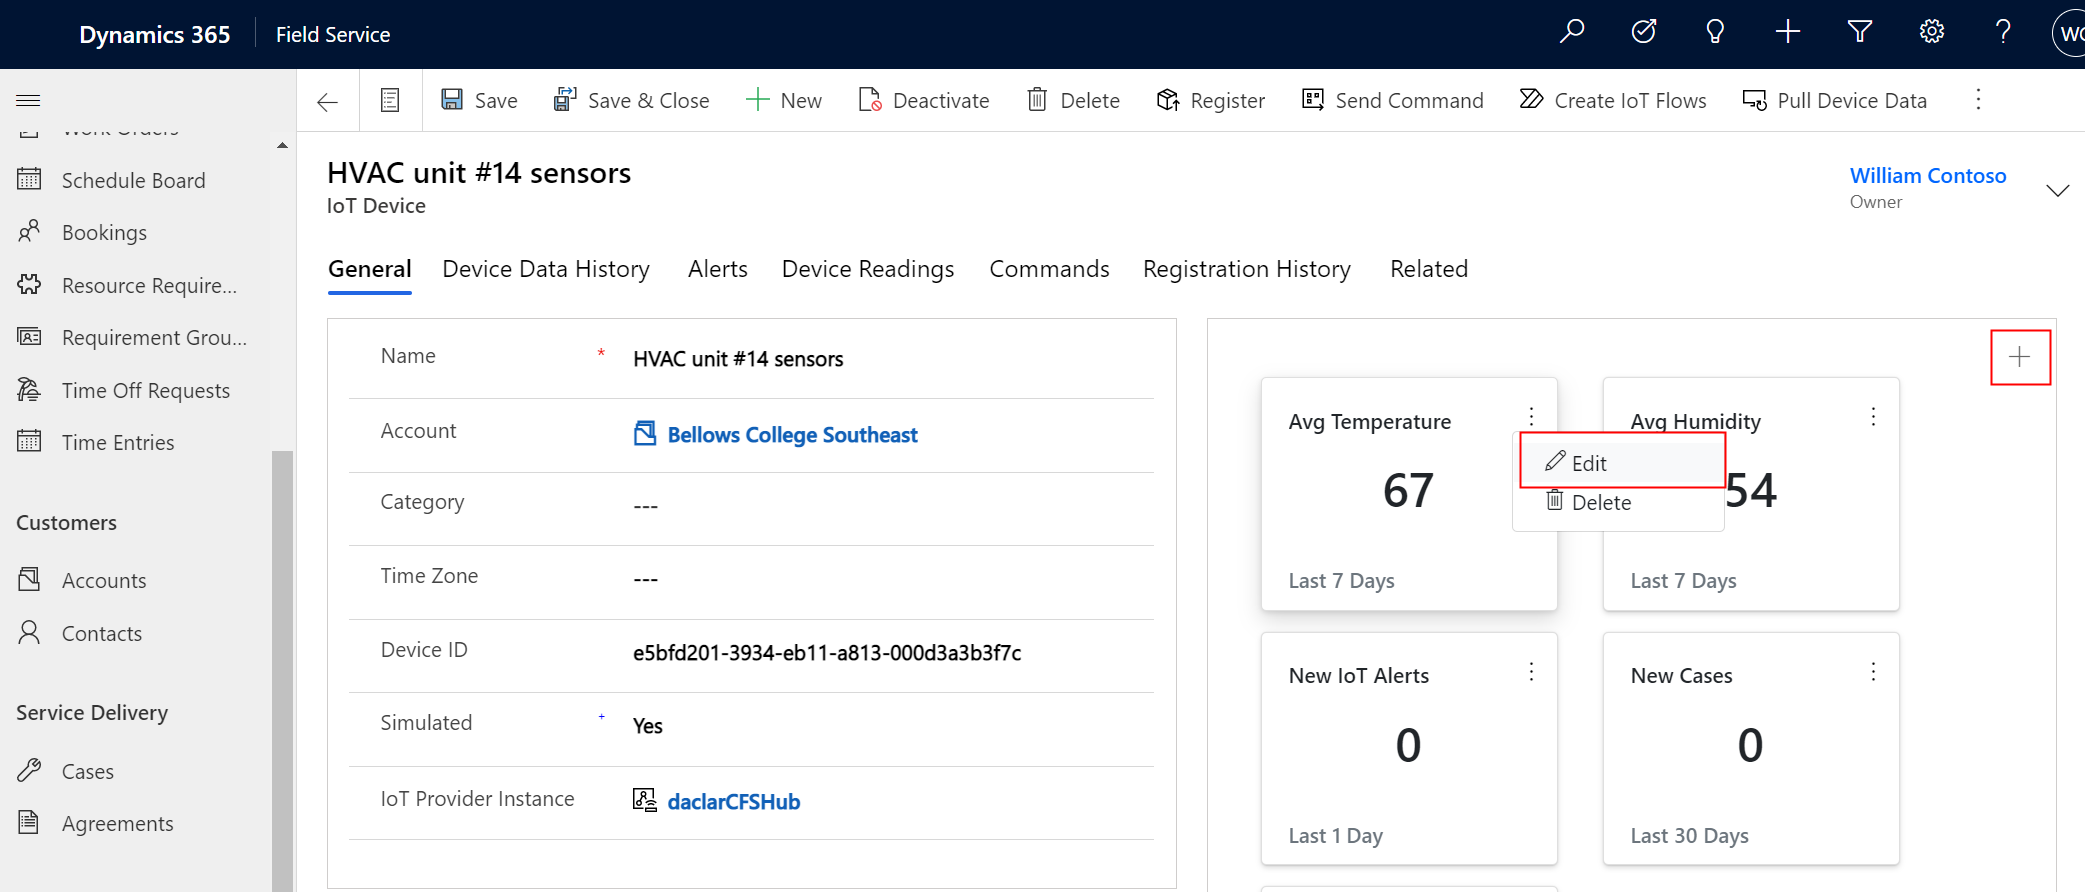 Dynamics 365
Field Service
WC
Save
Save & Close
New
Deactivate
Delete
Register
Send Command
Create IoT Flows
Pull Device Data
Work Orders
Schedule Board
Bookings
Resource Require...
Requirement Grou...
Time Off Requests
Time Entries
Customers
Accounts
Contacts
Service Delivery
Cases
Agreements
HVAC unit #14 sensors
IoT Device
William Contoso
Owner
General
Device Data History
Alerts
Device Readings
Commands
Registration History
Related
Name * HVAC unit #14 sensors
Account Bellows College Southeast
Category ---
Time Zone ---
Device ID e5bfd201-3934-eb11-a813-000d3a3b3f7c
Simulated + Yes
IoT Provider Instance daclarCFSHub
Avg Temperature
67
Last 7 Days
Edit
Delete
Avg Humidity
54
Last 7 Days
New IoT Alerts
0
Last 1 Day
New Cases
0
Last 30 Days